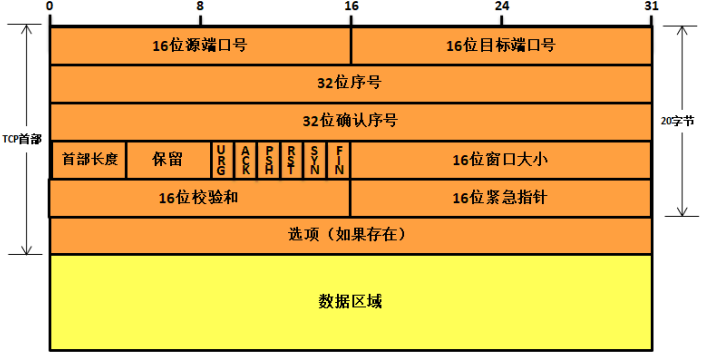 0 8 16 24 31
16位源端口号 16位目标端口号
32位序号
32位确认序号
TCP首部
20字节
首部长度 保留 URG ACK PSH RST SYN FIN 16位窗口大小
16位校验和 16位紧急指针
选项（如果存在）
数据区域